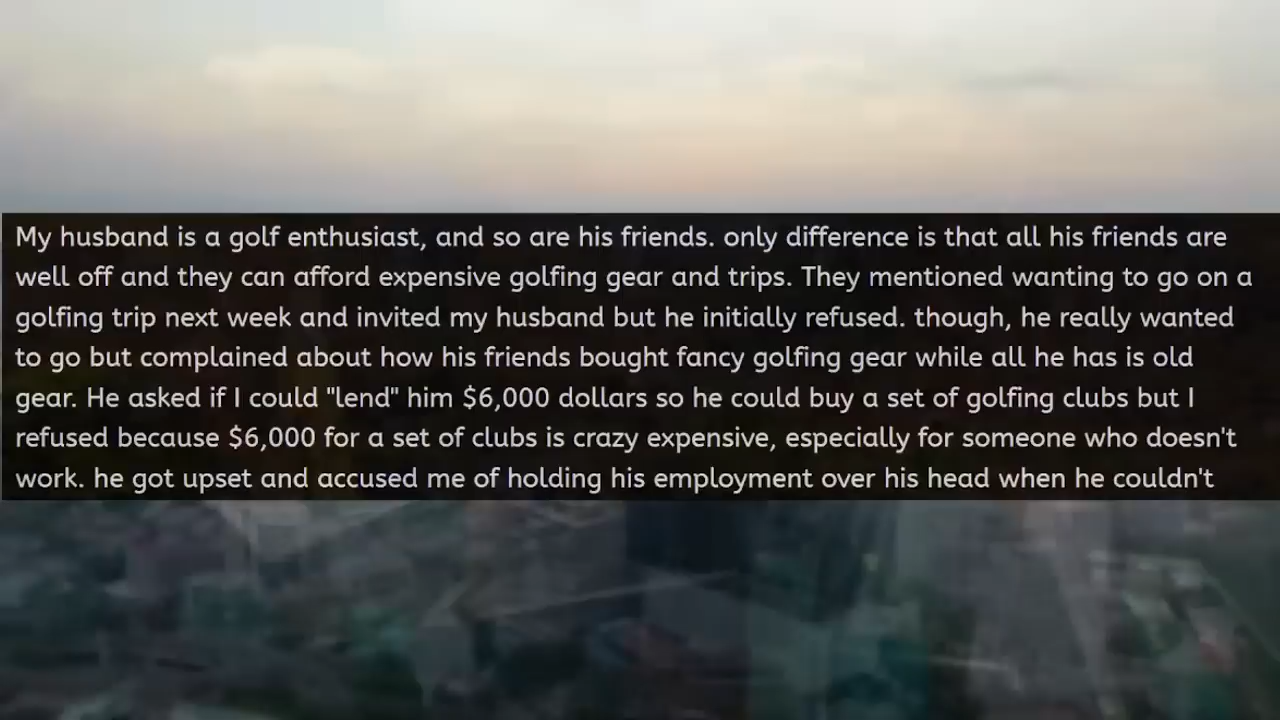 My husband is a golf enthusiast, and so are his friends. only difference is that all his friends are
well off and they can afford expensive golfing gear and trips. They mentioned wanting to go on a
golfing trip next week and invited my husband but he initially refused. though, he really wanted
to go but complained about how his friends bought fancy golfing gear while all he has is old
gear. He asked if I could "lend" him $6,000 dollars so he could buy a set of golfing clubs but I
refused because $6,000 for a set of clubs is crazy expensive, especially for someone who doesn't
work. he got upset and accused me of holding his employment over his head when he couldn't